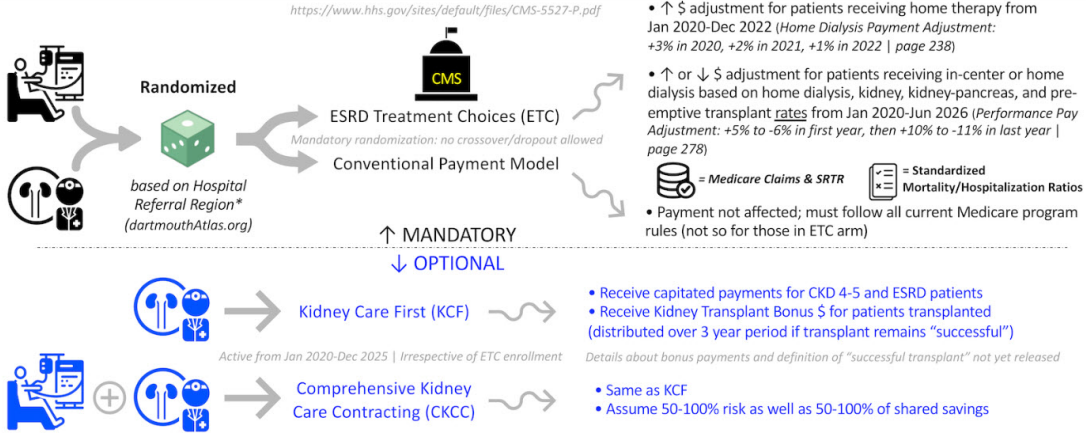 https://www.hhs.gov/sites/default/files/CMS-5527-P.pdf
Randomized
based on Hospital
Referral Region*
(dartmouthAtlas.org)
CMS
ESRD Treatment Choices (ETC)
Mandatory randomization: no crossover/dropout allowed
Conventional Payment Model
• ↑ $ adjustment for patients receiving home therapy from
Jan 2020-Dec 2022 (Home Dialysis Payment Adjustment:
+3% in 2020, +2% in 2021, +1% in 2022 | page 238)
• ↑ or ↓ $ adjustment for patients receiving in-center or home
dialysis based on home dialysis, kidney, kidney-pancreas, and pre-
emptive transplant rates from Jan 2020-Jun 2026 (Performance Pay
Adjustment: +5% to -6% in first year, then +10% to -11% in last year |
page 278)
= Medicare Claims & SRTR
= Standardized
Mortality/Hospitalization Ratios
• Payment not affected; must follow all current Medicare program
rules (not so for those in ETC arm)
↑ MANDATORY
↓ OPTIONAL
Kidney Care First (KCF)
• Receive capitated payments for CKD 4-5 and ESRD patients
• Receive Kidney Transplant Bonus $ for patients transplanted
(distributed over 3 year period if transplant remains “successful”)
Active from Jan 2020-Dec 2025 | Irrespective of ETC enrollment
Details about bonus payments and definition of “successful transplant” not yet released
Comprehensive Kidney
Care Contracting (CKCC)
• Same as KCF
• Assume 50-100% risk as well as 50-100% of shared savings